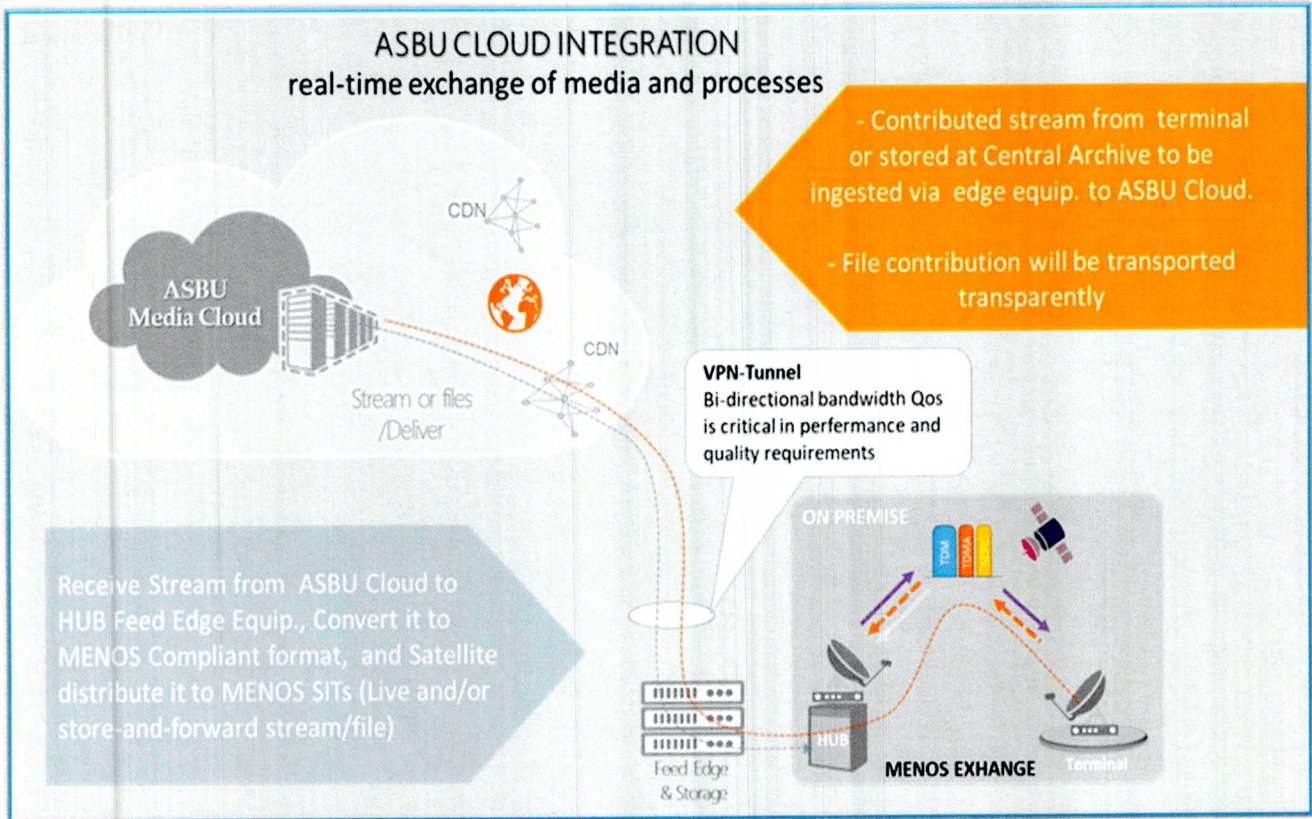 ASBU CLOUD INTEGRATION
real-time exchange of media and processes
- Contributed stream from terminal
or stored at Central Archive to be
ingested via edge equip. to ASBU Cloud.
- File contribution will be transported
transparently
CDN
ASBU
Media Cloud
CDN
Stream or files
/Deliver
VPN-Tunnel
Bi-directional bandwidth Qos
is critical in perfermance and
quality requirements
ON PREMISE
TDM
TDMA
Receive Stream from ASBU Cloud to
HUB Feed Edge Equip., Convert it to
MENOS Compliant format, and Satellite
distribute it to MENOS SITs (Live and/or
store-and-forward stream/file)
HUB
Terminal
MENOS EXHANGE
Feed Edge
& Storage